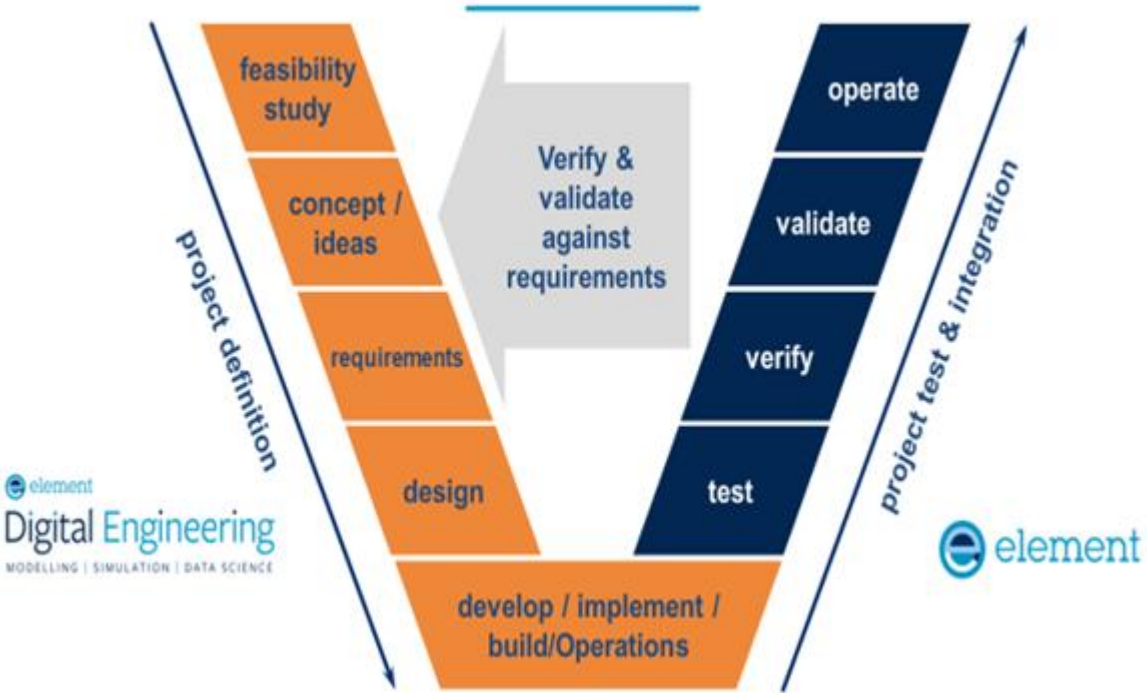 feasibility
study
concept /
ideas
requirements
design
develop / implement /
build/Operations
Verify &
validate
against
requirements
operate
validate
verify
test
project definition
project test & integration
element
Digital Engineering
MODELLING | SIMULATION | DATA SCIENCE
element